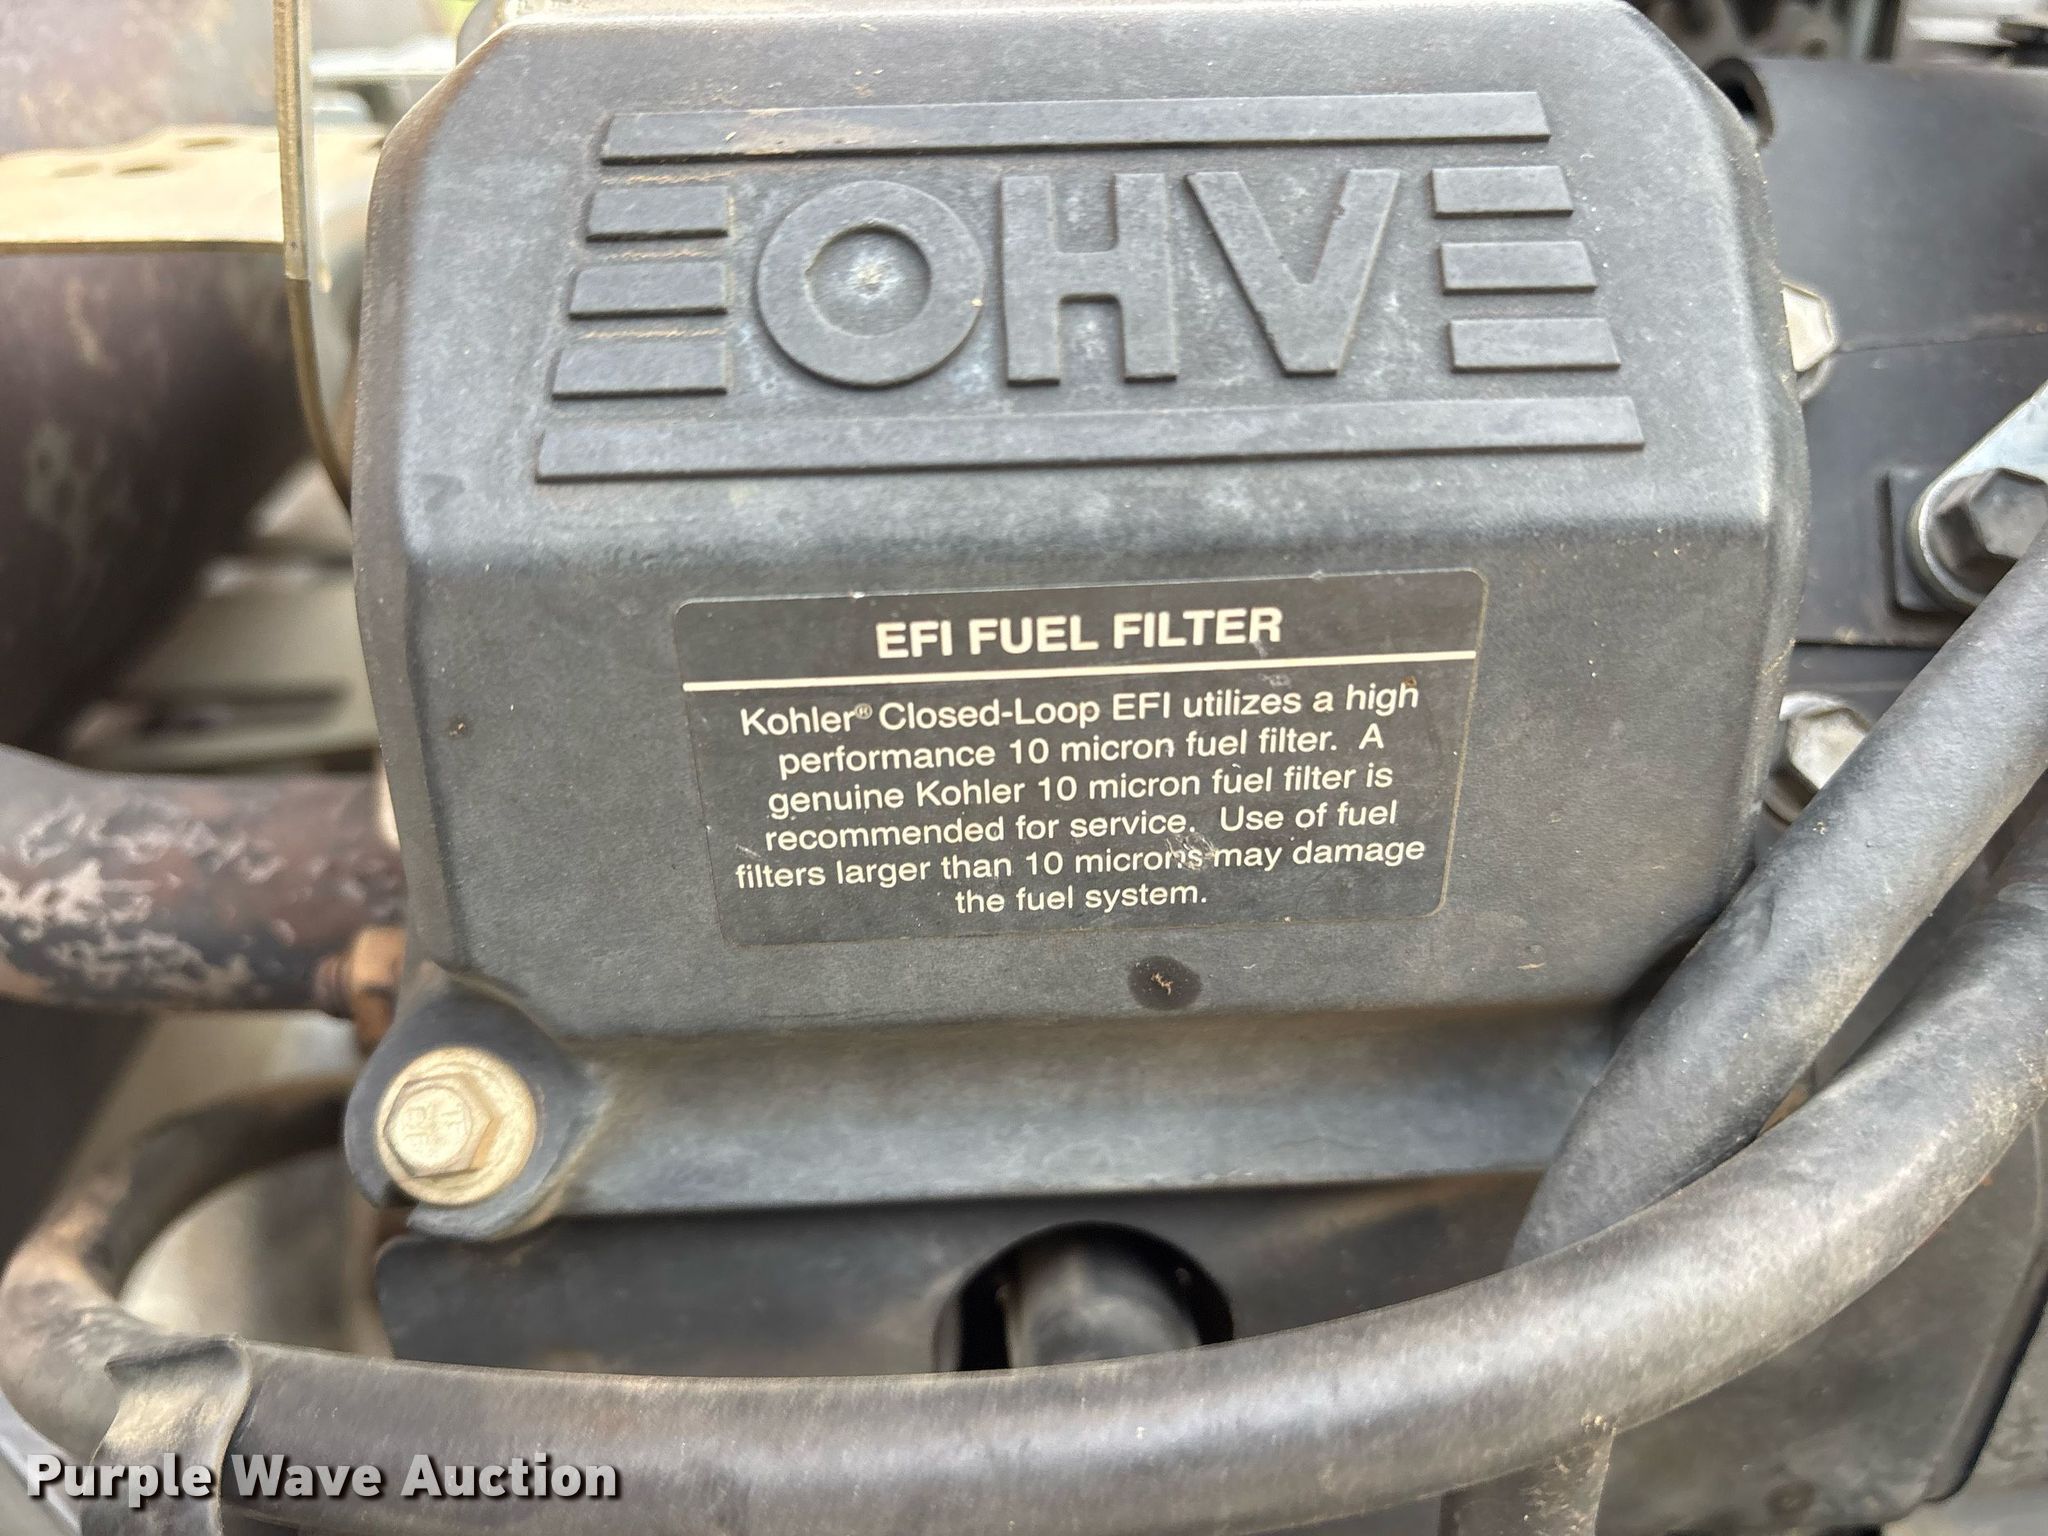 OHV
EFI FUEL FILTER
Kohler® Closed-Loop EFI utilizes a high
performance 10 micron fuel filter. A
genuine Kohler 10 micron fuel filter is
recommended for service. Use of fuel
filters larger than 10 microns may damage
the fuel system.
Purple Wave Auction